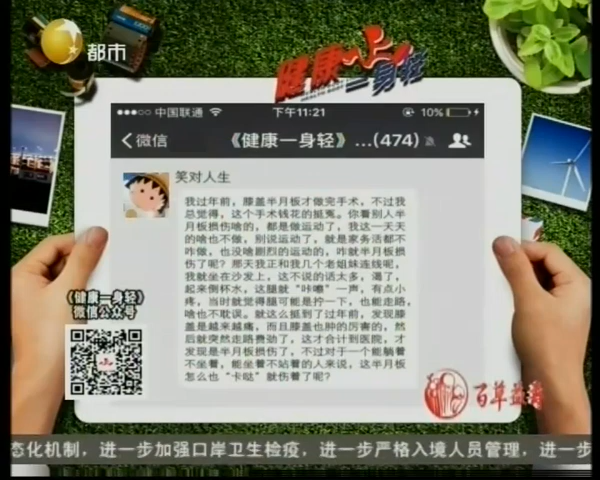 都市
健康一身轻
中国联通
下午11:21
10%
微信
《健康一身轻》 ...(474)
笑对人生
我过年前，膝盖半月板才做完手术，不过我
总觉得，这个手术钱花的挺冤。你看别人半
月板损伤啥的，都是做运动了，我这一天天
的啥也不做，别说运动了，就是家务活都不
咋做，也没啥剧烈的运动的，咋就半月板损
伤了呢？那天我正和我几个老姐妹连线呢，
我就坐在沙发上，这不说的话太多，渴了，
起来倒杯水，这腿就“咔嚓”一声，有点小
疼，当时就觉得腿可能是拧一下，也能走路，
啥也不耽误。就这么挺到了过年前，发现膝
盖是越来越痛，而且膝盖也肿的厉害的，然
后就突然走路费劲了，这才合计到医院，才
发现是半月板损伤了，不过对于一个能躺着
不坐着，能坐着不站着的人来说，这半月板
怎么也“卡哒”就伤着了呢？
《健康一身轻》
微信公众号
百草
态化机制，进一步加强口岸卫生检疫，进一步严格入境人员管理，进一步